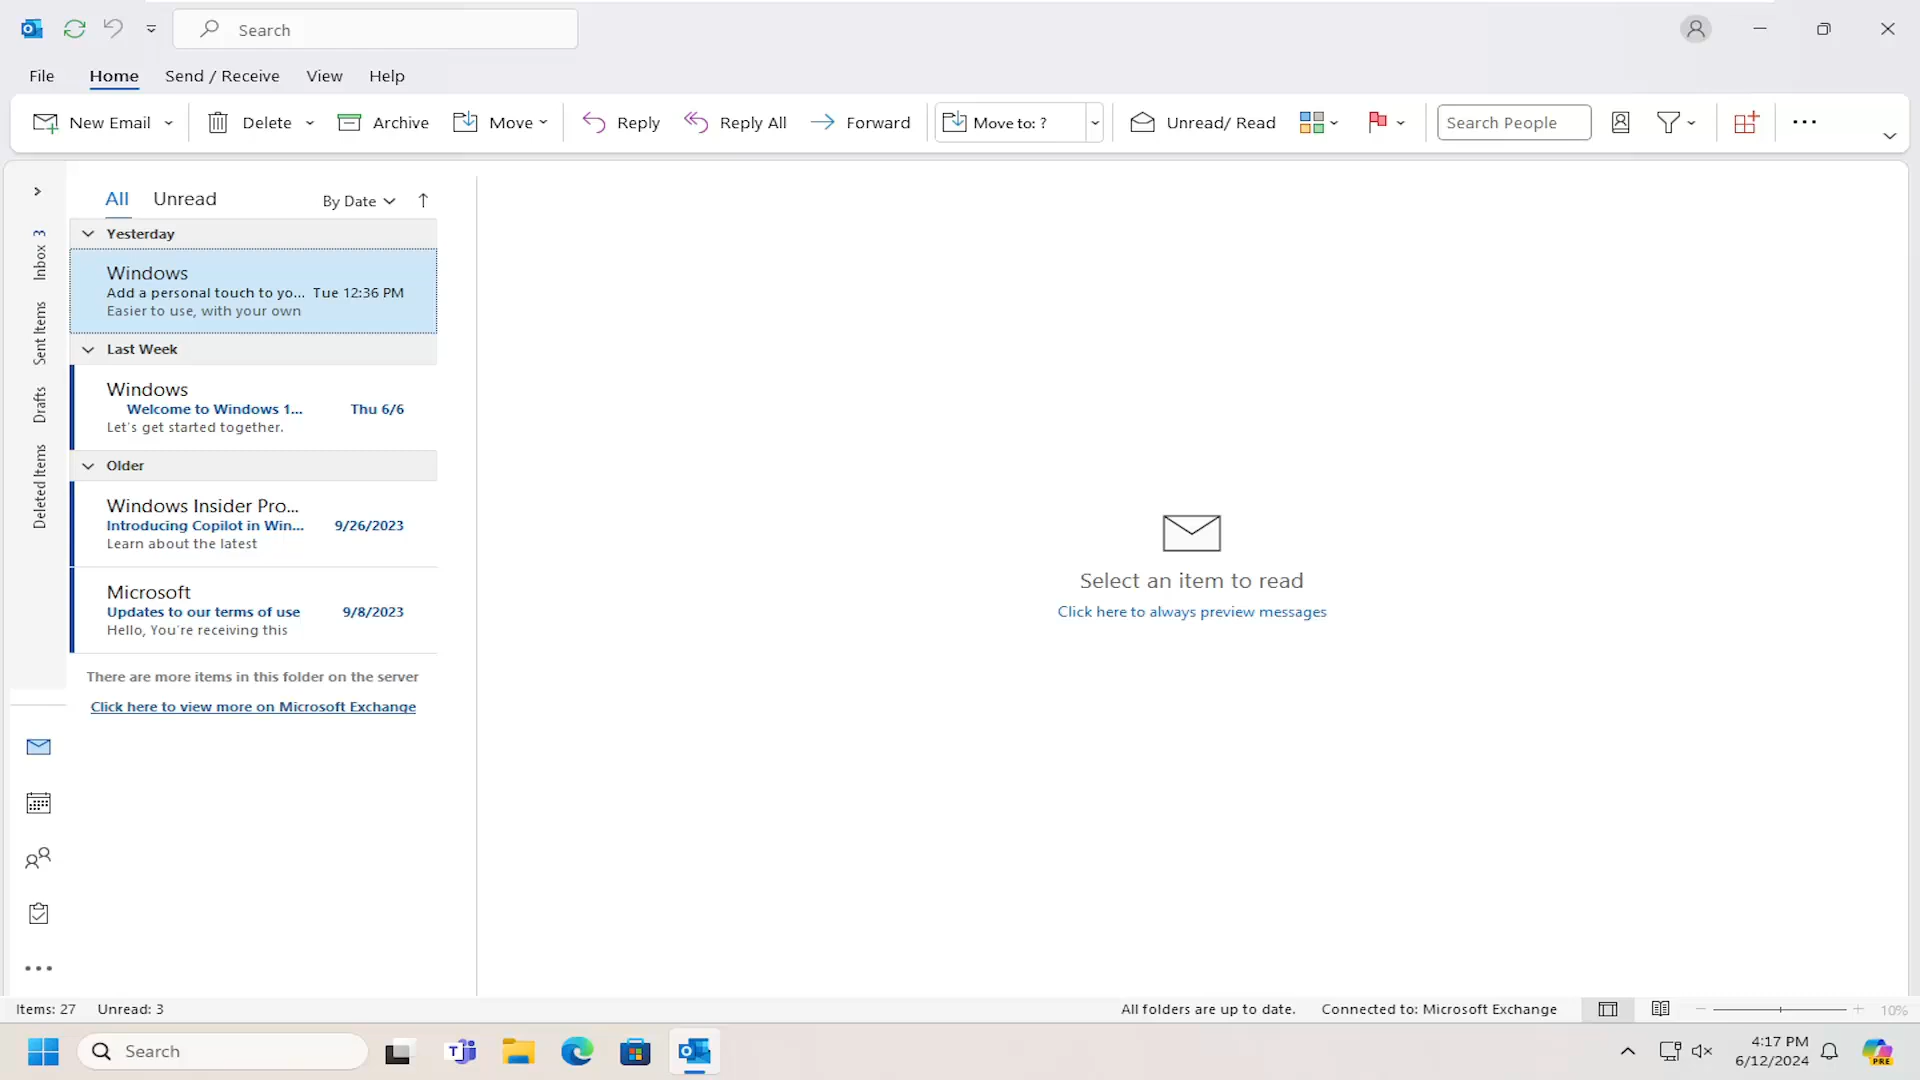 Search
File Home Send / Receive View Help
New Email Delete Archive Move Reply Reply All Forward Move to: ? Unread/ Read Search People
All Unread By Date
Inbox 3
Sent Items
Drafts
Deleted Items
Yesterday
Windows
Add a personal touch to yo... Tue 12:36 PM
Easier to use, with your own
Last Week
Windows
Welcome to Windows 1... Thu 6/6
Let's get started together.
Older
Windows Insider Pro...
Introducing Copilot in Win... 9/26/2023
Learn about the latest
Microsoft
Updates to our terms of use 9/8/2023
Hello, You're receiving this
There are more items in this folder on the server
Click here to view more on Microsoft Exchange
Select an item to read
Click here to always preview messages
Items: 27 Unread: 3 All folders are up to date. Connected to: Microsoft Exchange 10%
Search 4:17 PM
6/12/2024
PRE